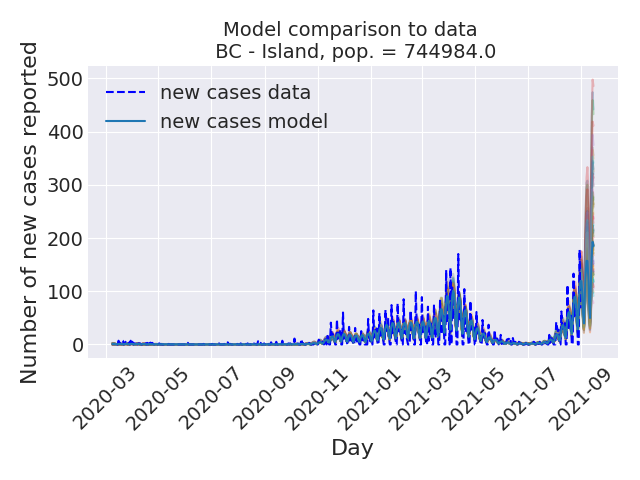 Model comparison to data
BC - Island, pop. = 744984.0
Number of new cases reported
500
400
300
200
100
0
new cases data
new cases model
2020-03
2020-05
2020-07
2020-09
2020-11
2021-01
2021-03
2021-05
2021-07
2021-09
Day